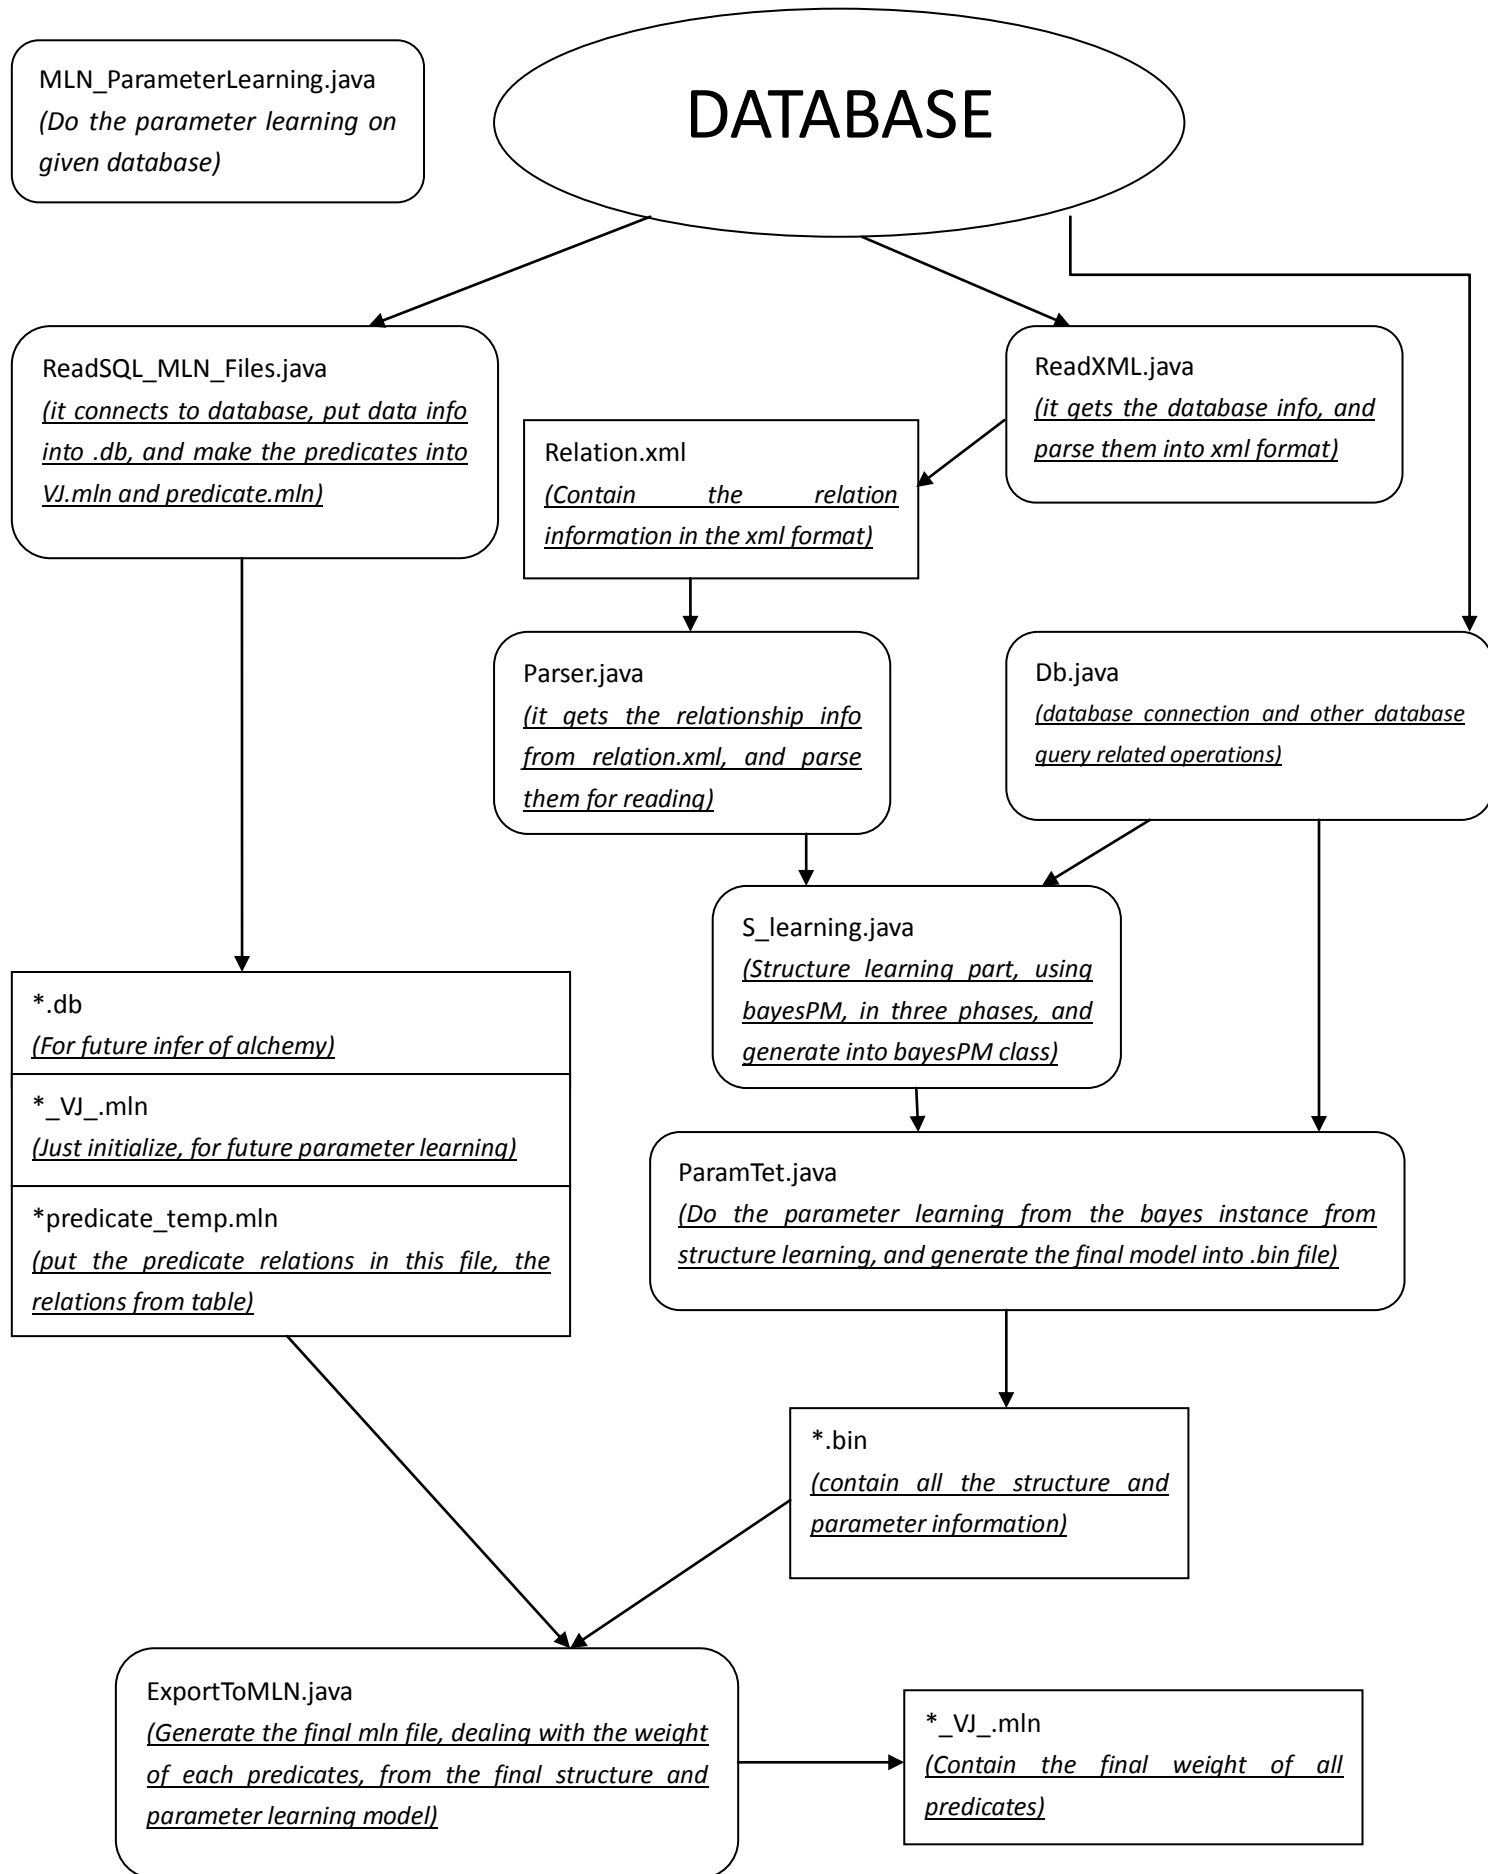 MLN_ParameterLearning.java
(Do the parameter learning on
given database)
DATABASE
ReadSQL_MLN_Files.java
(it connects to database, put data info
into .db, and make the predicates into
VJ.mln and predicate.mln)
ReadXML.java
(it gets the database info, and
parse them into xml format)
Relation.xml
(Contain the relation
information in the xml format)
Parser.java
(it gets the relationship info
from relation.xml, and parse
them for reading)
Db.java
(database connection and other database
query related operations)
S_learning.java
(Structure learning part, using
bayesPM, in three phases, and
generate into bayesPM class)
*.db
(For future infer of alchemy)
*_VJ_.mln
(Just initialize, for future parameter learning)
*predicate_temp.mln
(put the predicate relations in this file, the
relations from table)
ParamTet.java
(Do the parameter learning from the bayes instance from
structure learning, and generate the final model into .bin file)
*.bin
(contain all the structure and
parameter information)
ExportToMLN.java
(Generate the final mln file, dealing with the weight
of each predicates, from the final structure and
parameter learning model)
*_VJ_.mln
(Contain the final weight of all
predicates)